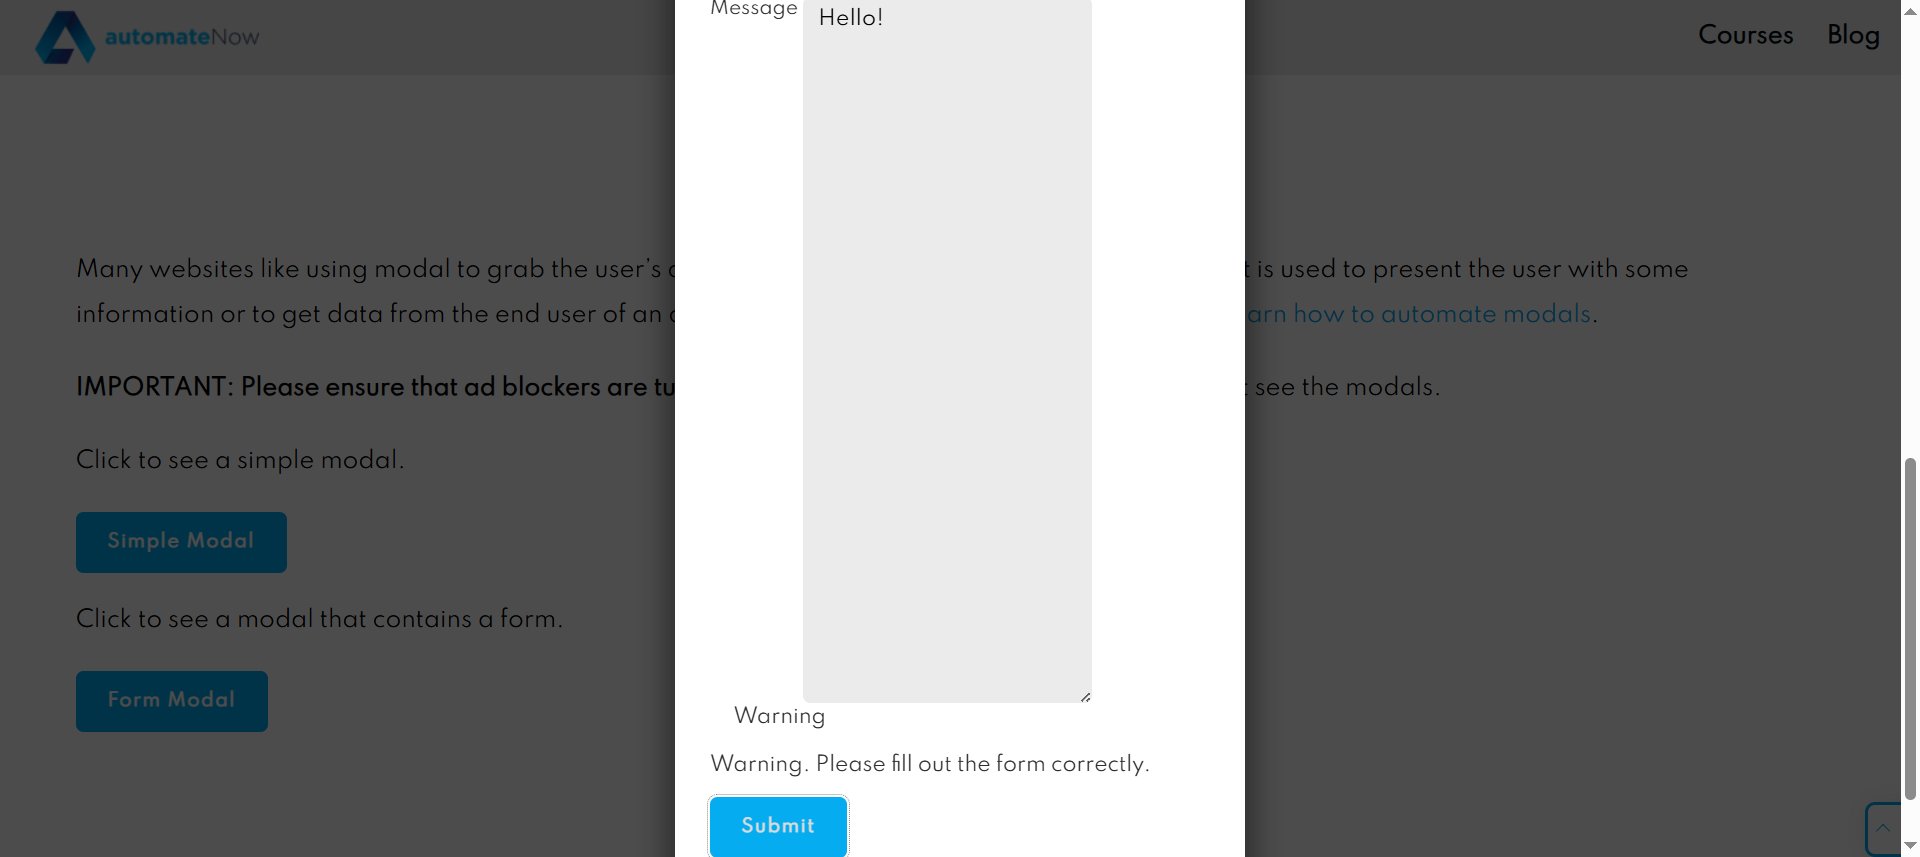 automateNow
Courses
Blog
Message
Hello!
Many websites like using modal to grab the user's
t is used to present the user with some
information or to get data from the end user of an
arn how to automate modals.
IMPORTANT: Please ensure that ad blockers are tu
see the modals.
Click to see a simple modal.
Simple Modal
Click to see a modal that contains a form.
Form Modal
Warning
Warning. Please fill out the form correctly.
Submit